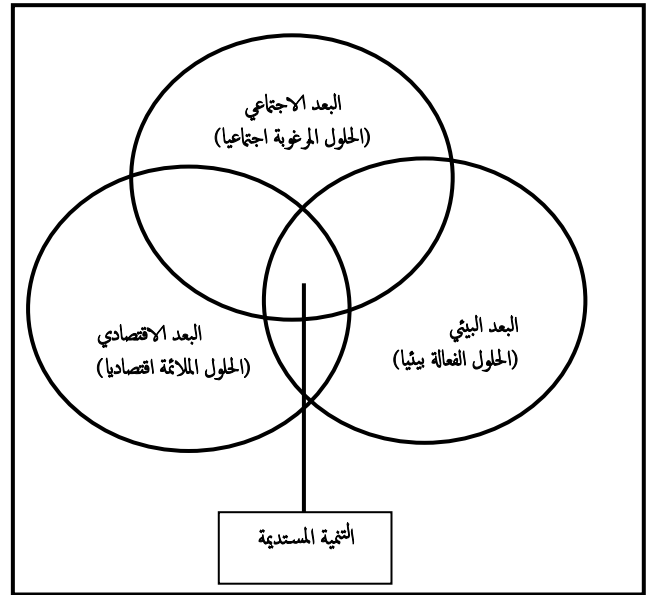 البعد الاجتماعي
(الحلول المرغوبة اجتماعيا)
البعد البيئي
(الحلول الفعالة بيئيا)
البعد الاقتصادي
(الحلول الملائمة اقتصاديا)
التنمية المستديمة